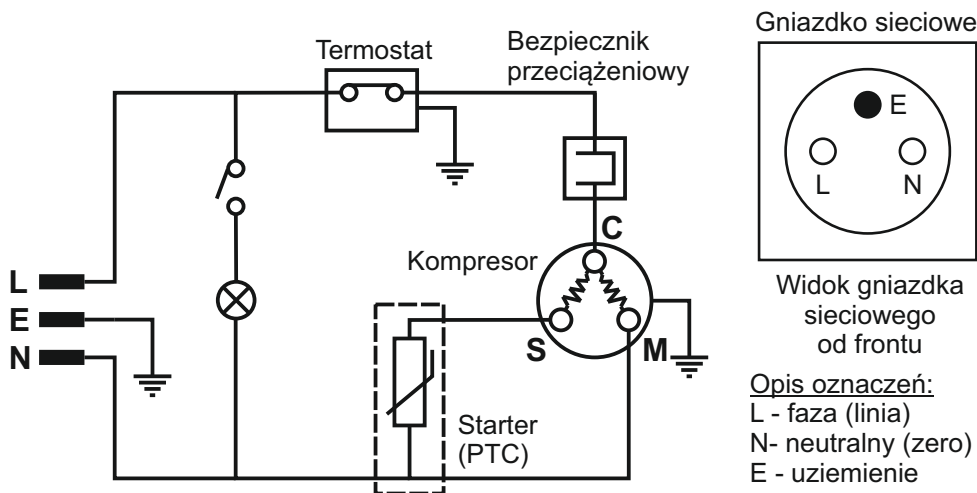 Termostat
Bezpiecznik
przeciążeniowy
L
E
N
Kompresor
C
S
M
Starter
(PTC)
Gniazdko sieciowe
E
L
N
Widok gniazdka
sieciowego
od frontu
Opis oznaczeń:
L - faza (linia)
N- neutralny (zero)
E - uziemienie